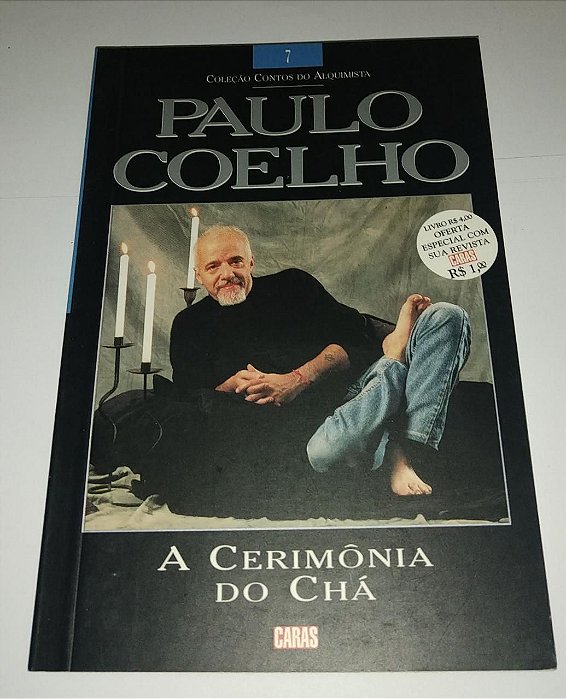 7
COLEÇÃO CONTOS DO ALQUIMISTA
PAULO
COELHO
LIVRO R$ 4,00
OFERTA
ESPECIAL COM
SUA REVISTA
CARAS
R$ 1,00
A CERIMÔNIA
DO CHÁ
CARAS